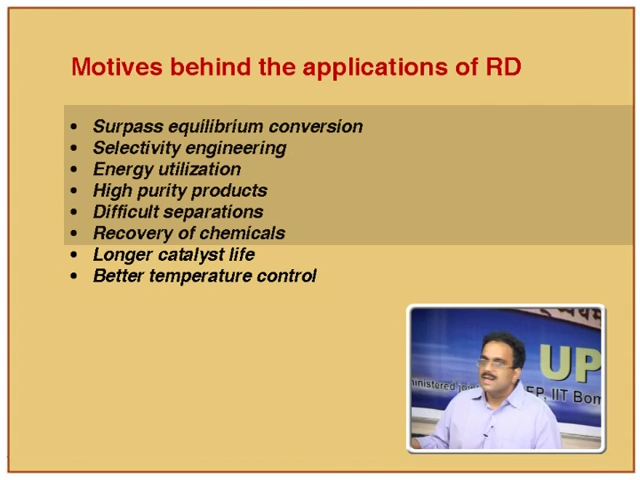 Motives behind the applications of RD
• Surpass equilibrium conversion
• Selectivity engineering
• Energy utilization
• High purity products
• Difficult separations
• Recovery of chemicals
• Longer catalyst life
• Better temperature control
UP
EP, IIT Bom